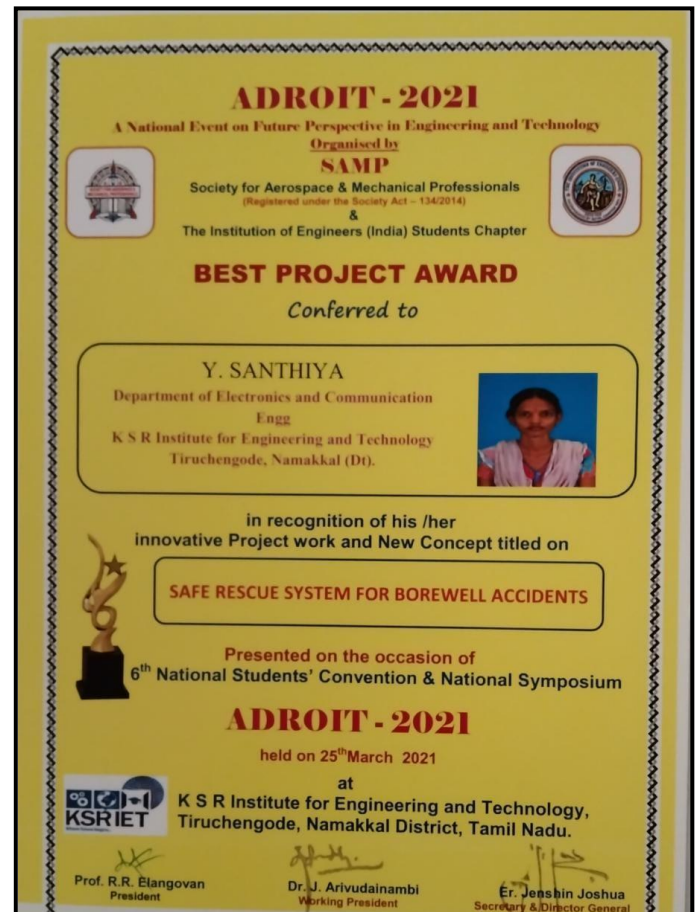 ADROIT - 2021
A National Event on Future Perspective in Engineering and Technology
Organised by
SAMP
Society for Aerospace & Mechanical Professionals
(Registered under the Society Act – 134/2014)
&
The Institution of Engineers (India) Students Chapter
BEST PROJECT AWARD
Conferred to
Y. SANTHIYA
Department of Electronics and Communication
Engg
K S R Institute for Engineering and Technology
Tiruchengode, Namakkal (Dt).
in recognition of his /her
innovative Project work and New Concept titled on
SAFE RESCUE SYSTEM FOR BOREWELL ACCIDENTS
Presented on the occasion of
6th National Students' Convention & National Symposium
ADROIT - 2021
held on 25thMarch 2021
at
KSRIET
K S R Institute for Engineering and Technology,
Tiruchengode, Namakkal District, Tamil Nadu.
Prof. R.R. Elangovan
President
Dr. J. Arivudainambi
Working President
Er. Jenshin Joshua
Secretary & Director General